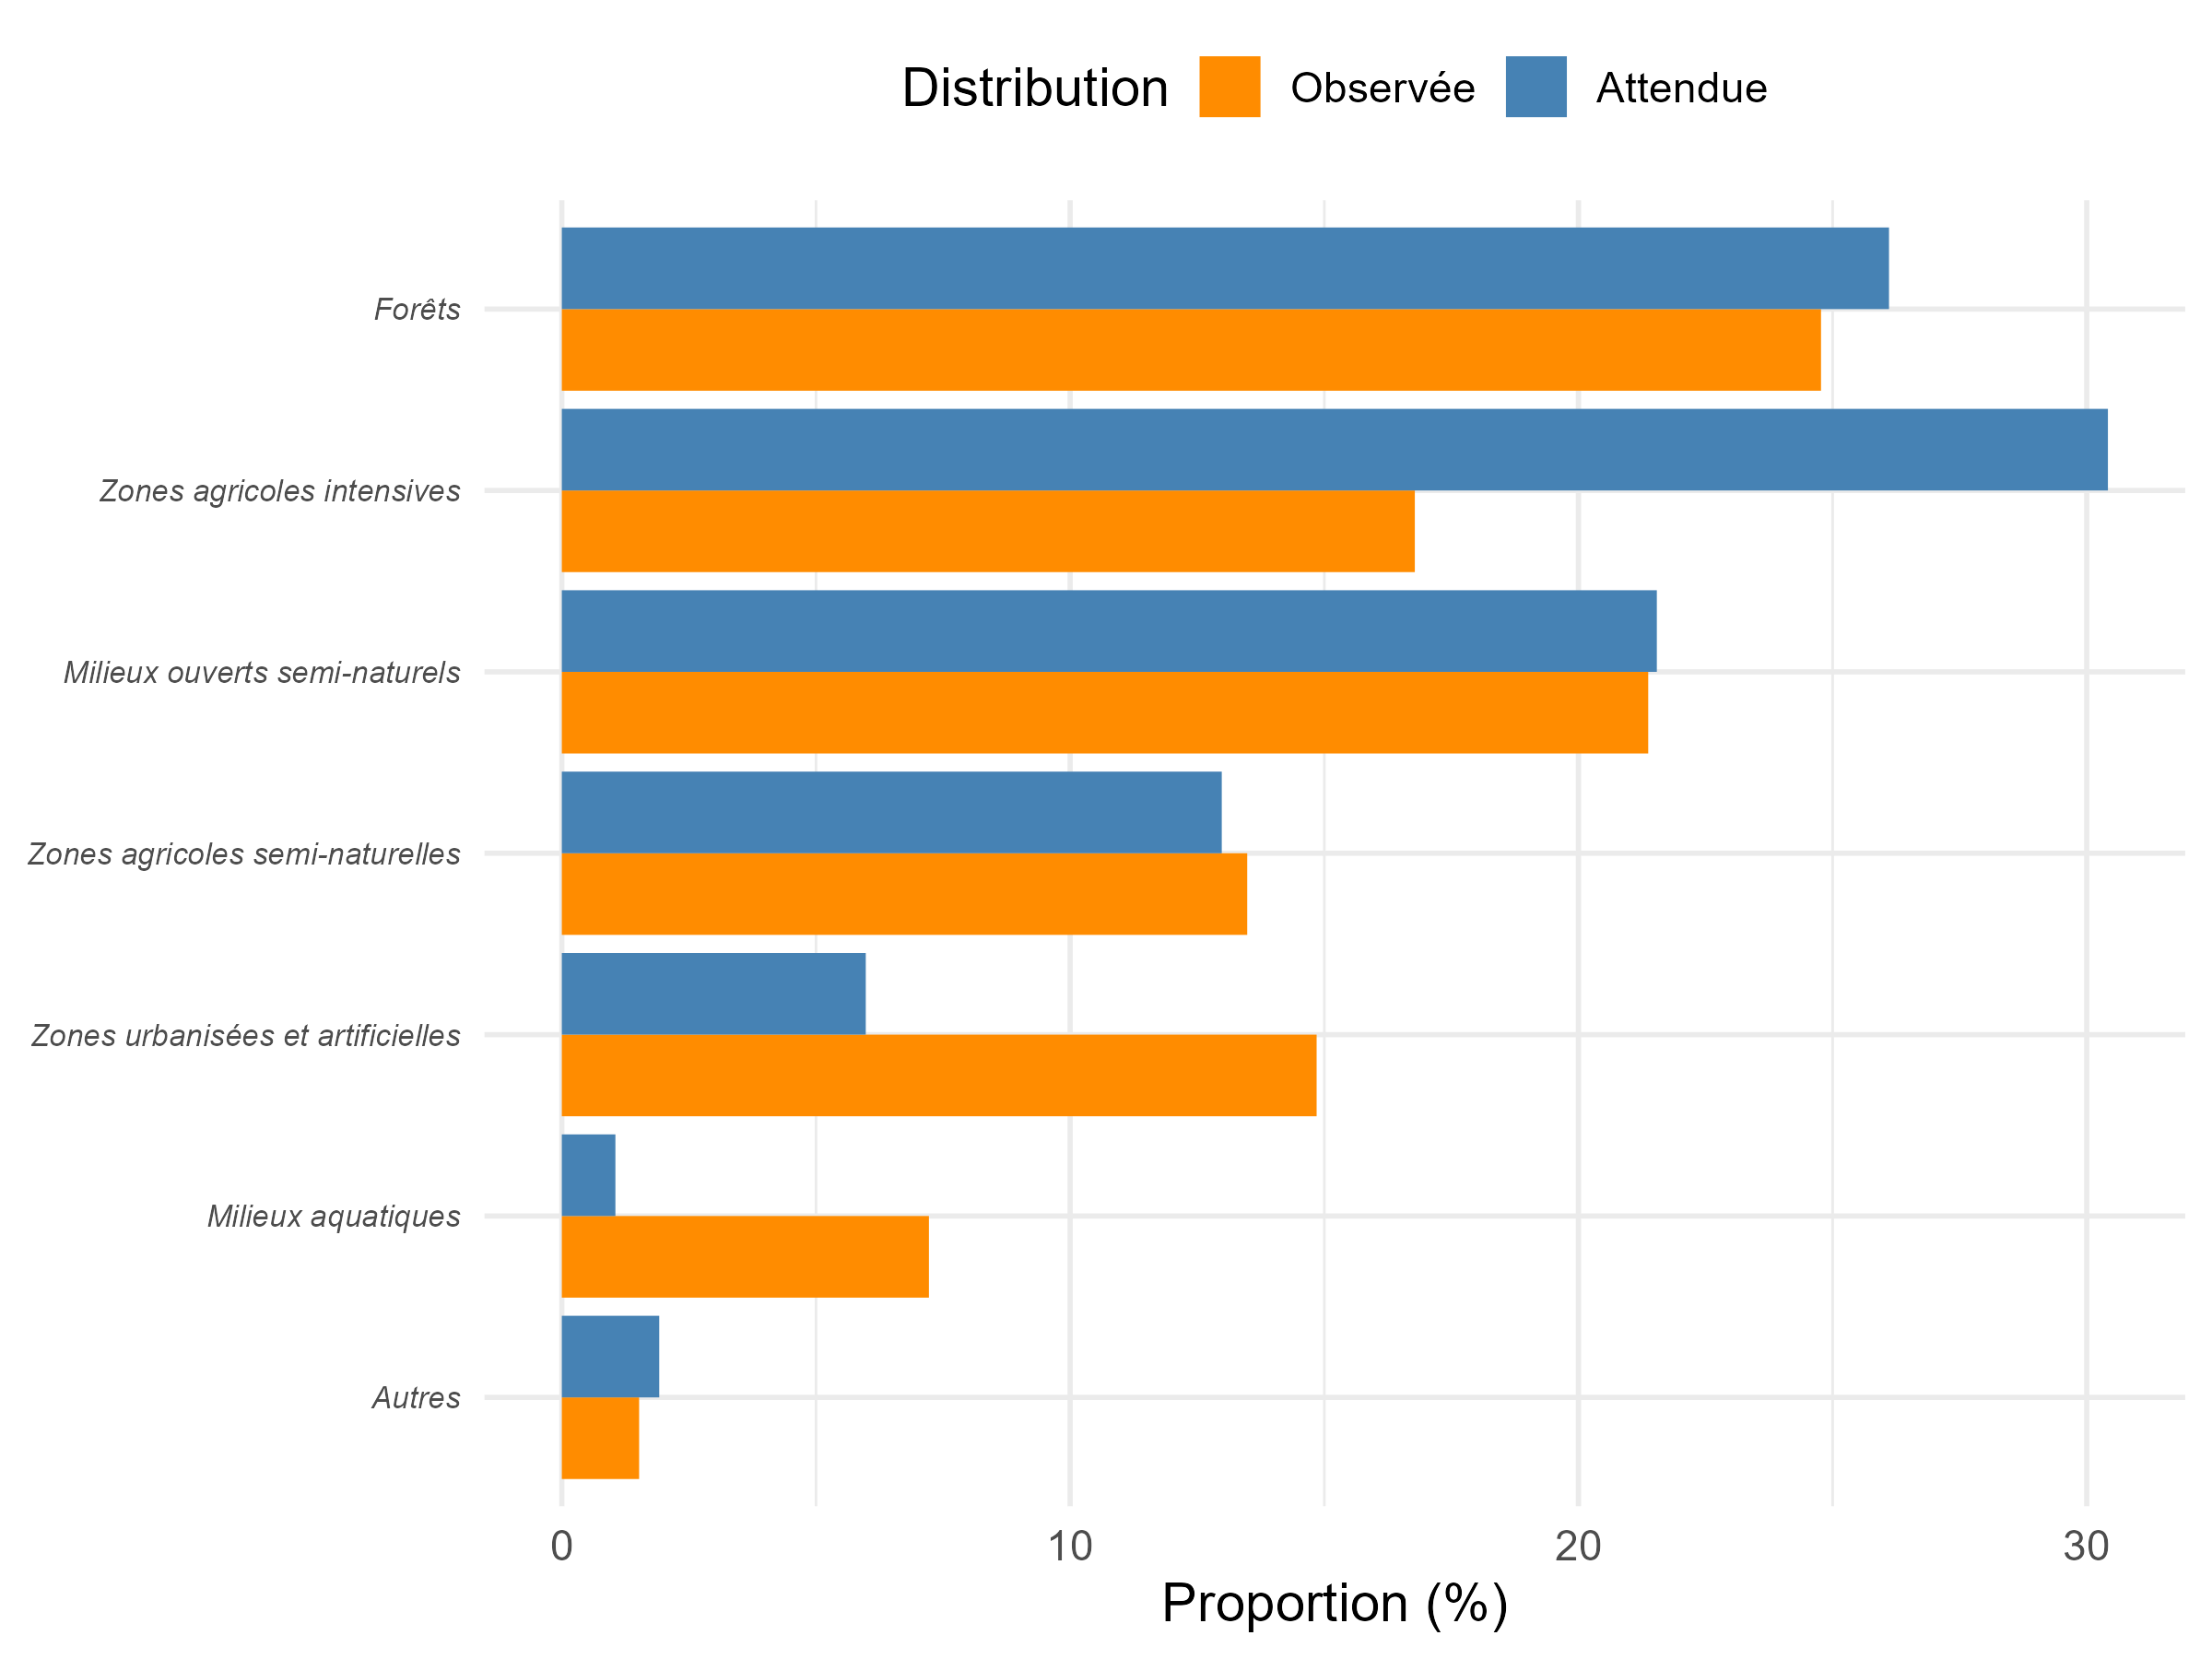 Distribution Observée Attendue
Forêts
Zones agricoles intensives
Milieux ouverts semi-naturels
Zones agricoles semi-naturelles
Zones urbanisées et artificielles
Milieux aquatiques
Autres
0 10 20 30
Proportion (%)